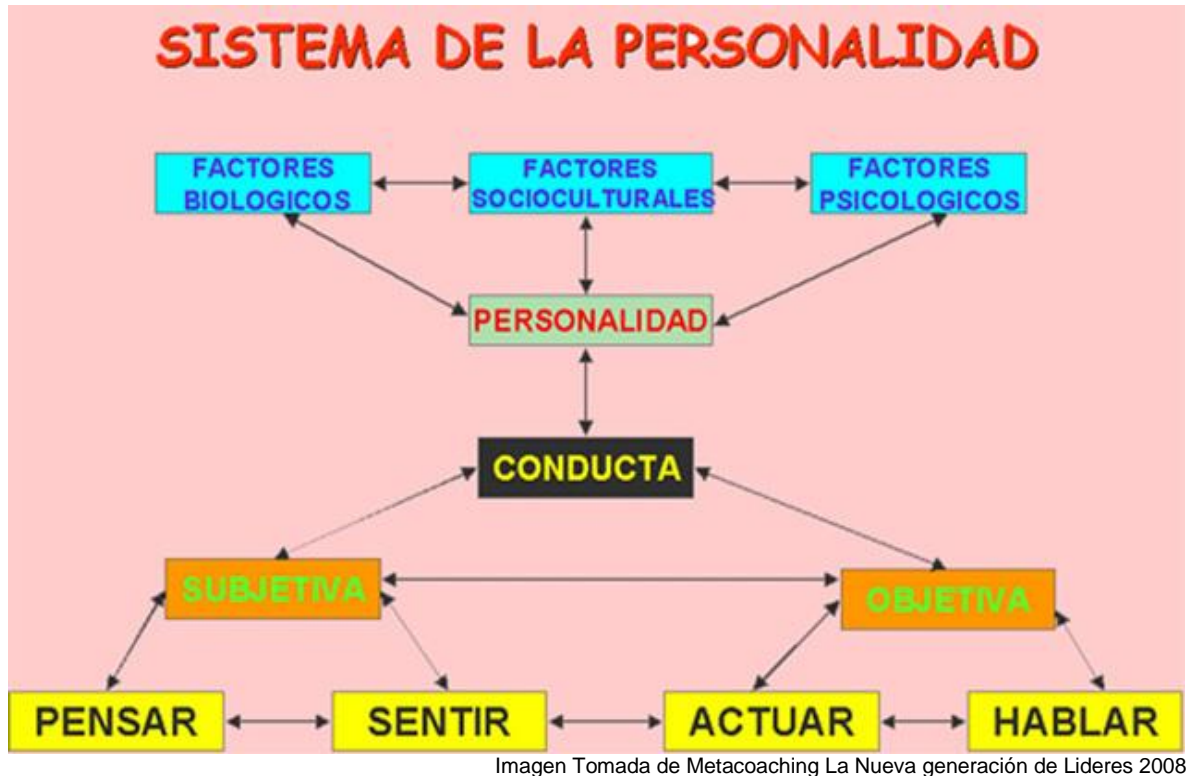 SISTEMA DE LA PERSONALIDAD
FACTORES
BIOLOGICOS
FACTORES
SOCIOCULTURALES
FACTORES
PSICOLOGICOS
PERSONALIDAD
CONDUCTA
SUBJETIVA
OBJETIVA
PENSAR
SENTIR
ACTUAR
HABLAR
Imagen Tomada de Metacoaching La Nueva generación de Lideres 2008